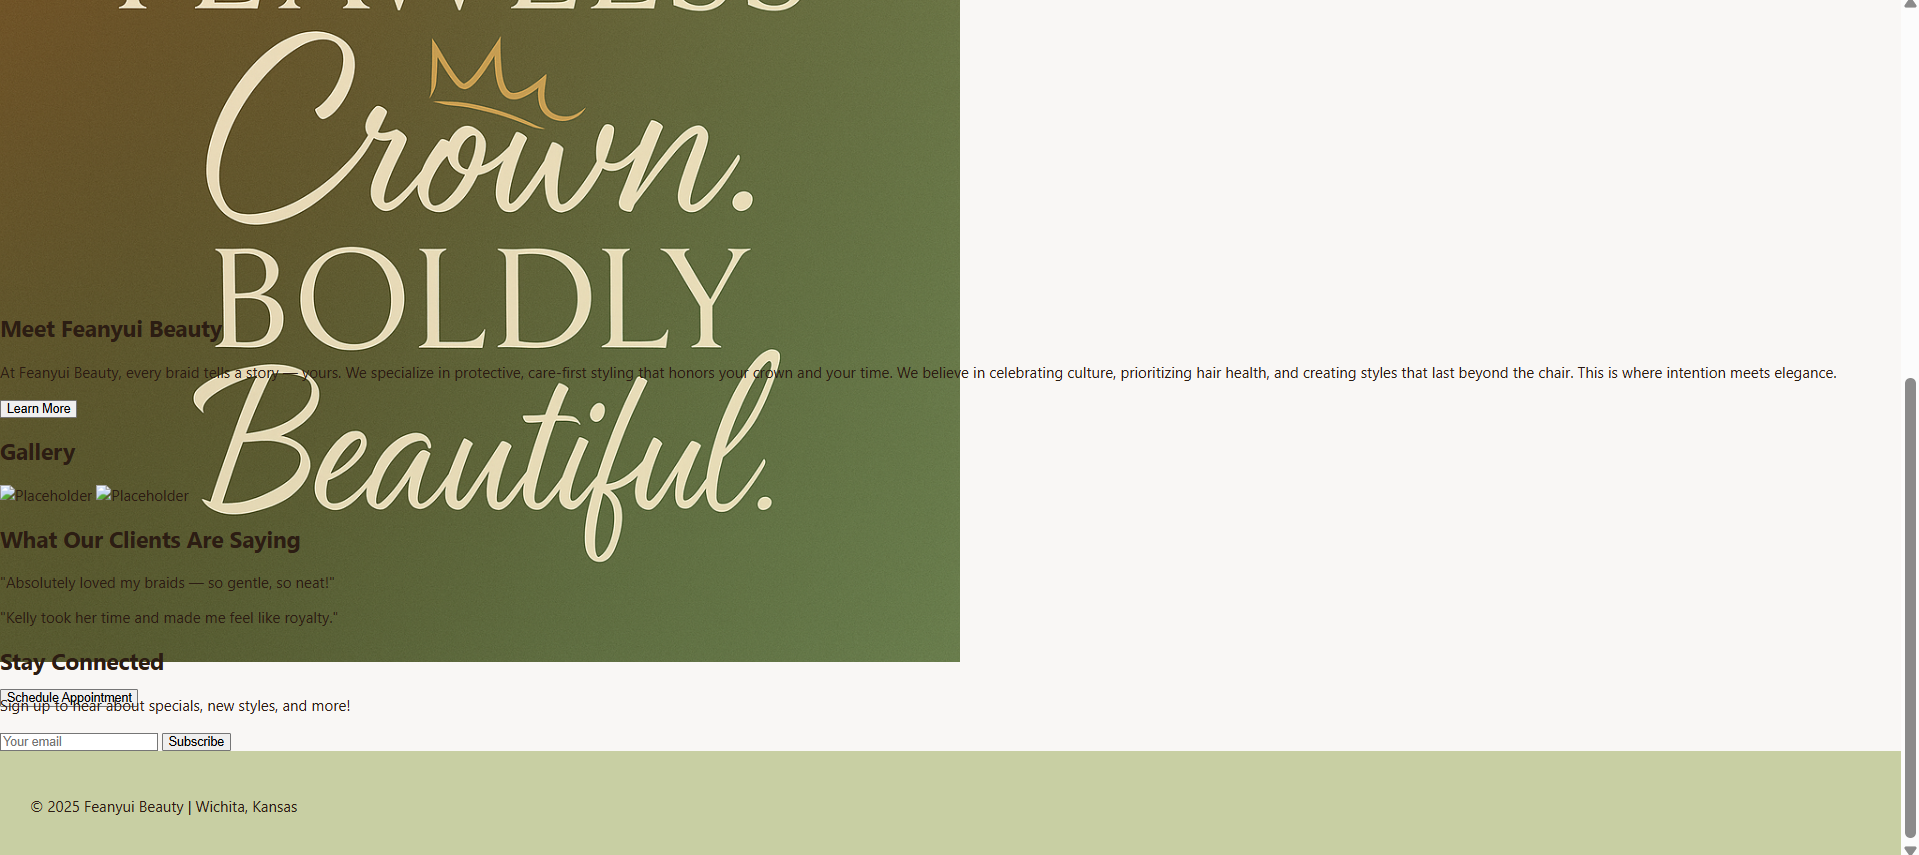 FLAWLESS
Crown.
BOLDLY
Meet Feanyui Beauty
At Feanyui Beauty, every braid tells a story — yours. We specialize in protective, care-first styling that honors your crown and your time. We believe in celebrating culture, prioritizing hair health, and creating styles that last beyond the chair. This is where intention meets elegance.
Beautiful.
Learn More
Gallery
Placeholder Placeholder
What Our Clients Are Saying
"Absolutely loved my braids — so gentle, so neat!"
"Kelly took her time and made me feel like royalty."
Stay Connected
Schedule Appointment
Sign up to hear about specials, new styles, and more!
Your email Subscribe
© 2025 Feanyui Beauty | Wichita, Kansas